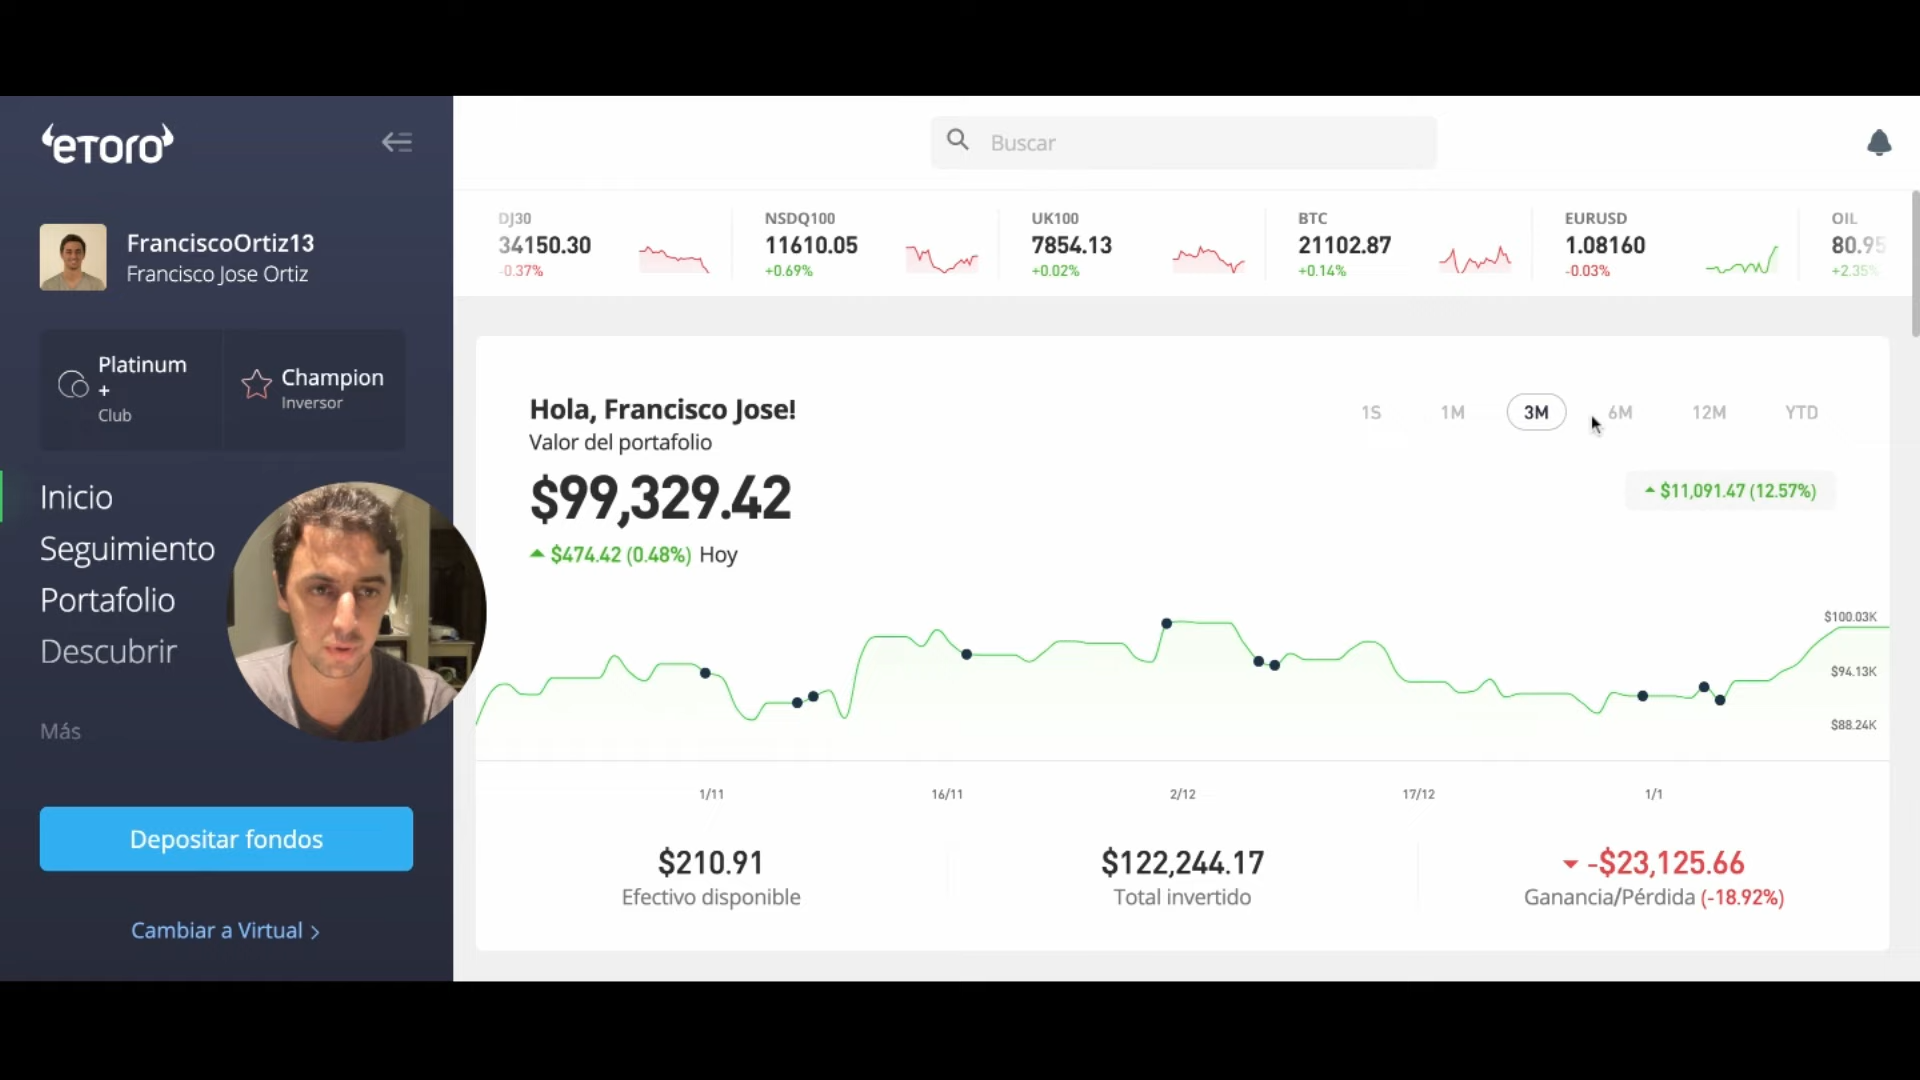 eToro
Buscar
FranciscoOrtiz13
Francisco Jose Ortiz
Platinum
+
Club
Champion
Inversor
Inicio
Seguimiento
Portafolio
Descubrir
Más
Depositar fondos
Cambiar a Virtual >
DJ30
34150.30
-0.37%
NSDQ100
11610.05
+0.69%
UK100
7854.13
+0.02%
BTC
21102.87
+0.14%
EURUSD
1.08160
-0.03%
OIL
80.95
+2.35%
Hola, Francisco Jose!
Valor del portafolio
$99,329.42
$474.42 (0.48%) Hoy
1S 1M 3M 6M 12M YTD
$11,091.47 (12.57%)
$100.03K
$94.13K
$88.24K
1/11 16/11 2/12 17/12 1/1
$210.91
Efectivo disponible
$122,244.17
Total invertido
-$23,125.66
Ganancia/Pérdida (-18.92%)